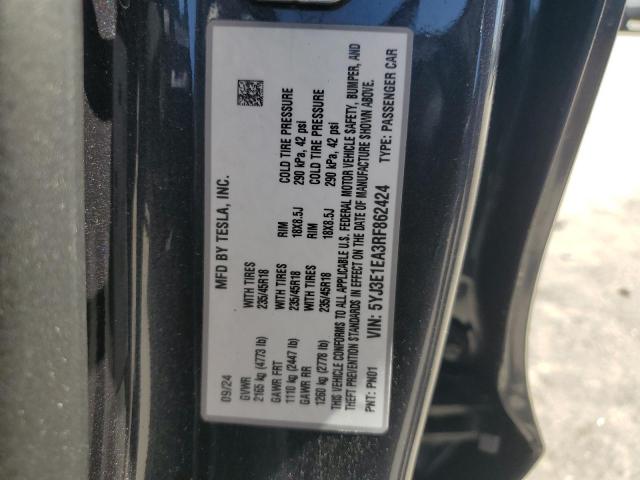 MFD BY TESLA, INC.
09/24
GVWR WITH TIRES RIM COLD TIRE PRESSURE
2165 kg (4773 lb) 235/45R18 18X8.5J 290 kPa, 42 psi
GAWR FRT WITH TIRES RIM COLD TIRE PRESSURE
1110 kg (2447 lb) 235/45R18 18X8.5J 290 kPa, 42 psi
GAWR RR
1260 kg (2778 lb)
THIS VEHICLE CONFORMS TO ALL APPLICABLE U.S. FEDERAL MOTOR VEHICLE SAFETY, BUMPER, AND
THEFT PREVENTION STANDARDS IN EFFECT ON THE DATE OF MANUFACTURE SHOWN ABOVE.
VIN: 5YJ3E1EA3RF862424 TYPE: PASSENGER CAR
PNT: PN01